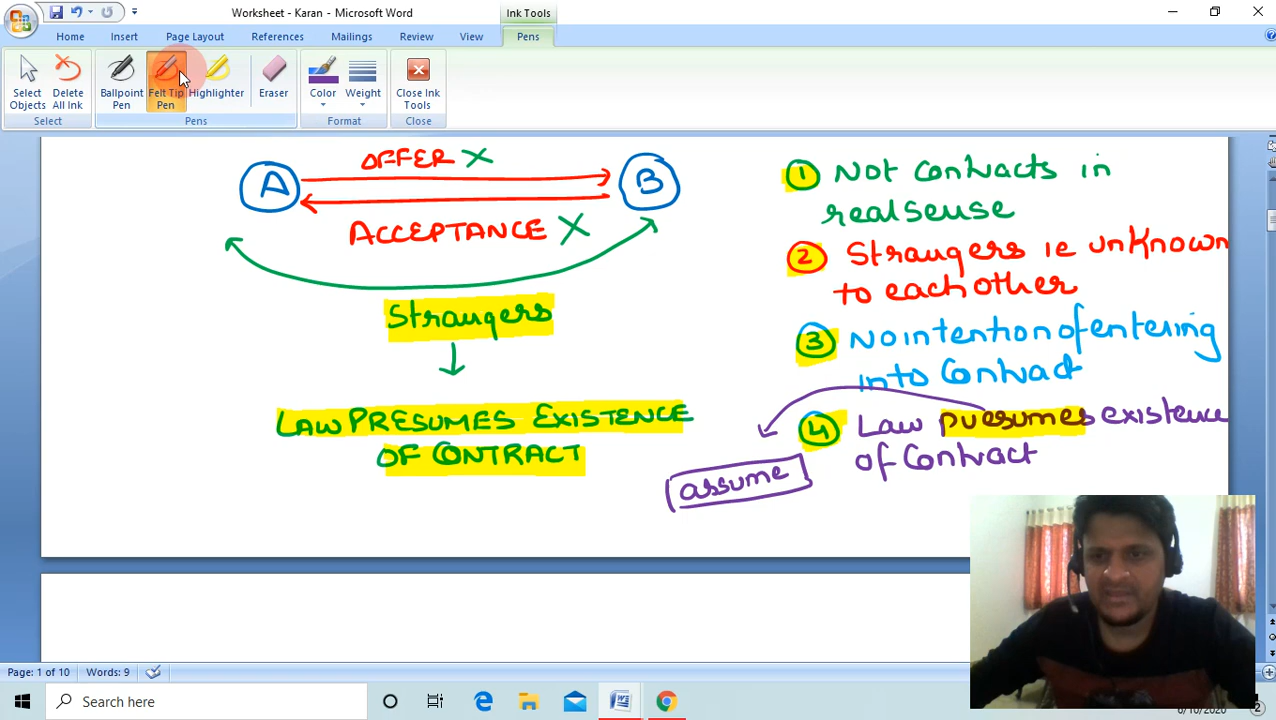 Worksheet - Karan - Microsoft Word
Ink Tools
Home
Insert
Page Layout
References
Mailings
Review
View
Pens
Select Objects
Delete All Ink
Ballpoint Pen
Felt Tip Pen
Highlighter
Eraser
Color
Weight
Close Ink Tools
Select
Pens
Format
Close
OFFER X
A
B
ACCEPTANCE X
Strangers
LAW PRESUMES EXISTENCE
OF CONTRACT
1 Not Contracts in
real sense
2 Strangers ie unknown
to each other
3 No intention of entering
into Contract
4 Law presumes existence
of Contract
assume
Page: 1 of 10
Words: 9
Search here
6/10/2020
2